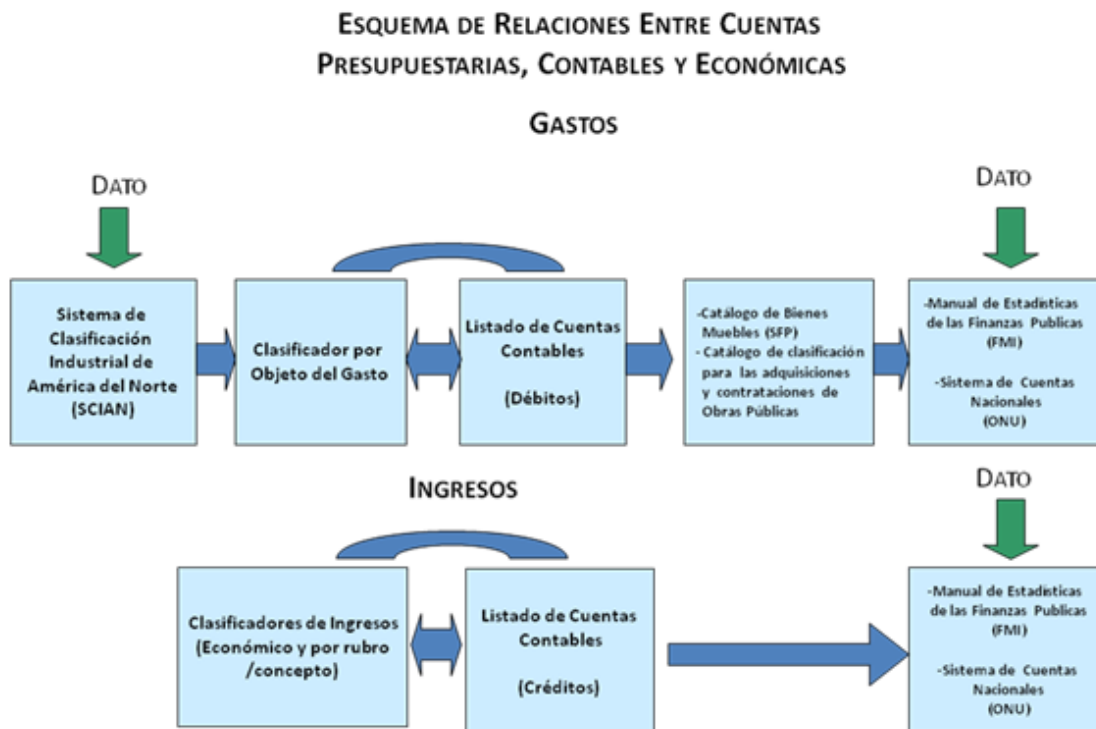 ESQUEMA DE RELACIONES ENTRE CUENTAS
PRESUPUESTARIAS, CONTABLES Y ECONÓMICAS
GASTOS
DATO
DATO
Sistema de
Clasificación
Industrial de
América del Norte
(SCIAN)
Clasificador por
Objeto del Gasto
Listado de Cuentas
Contables
(Débitos)
-Catálogo de Bienes
Muebles (SFP)
- Catálogo de clasificación
para las adquisiciones
y contrataciones de
Obras Públicas
-Manual de Estadísticas
de las Finanzas Publicas
(FMI)
-Sistema de Cuentas
Nacionales
(ONU)
INGRESOS
DATO
Clasificadores de Ingresos
(Económico y por rubro
/concepto)
Listado de Cuentas
Contables
(Créditos)
-Manual de Estadísticas
de las Finanzas Publicas
(FMI)
-Sistema de Cuentas
Nacionales
(ONU)